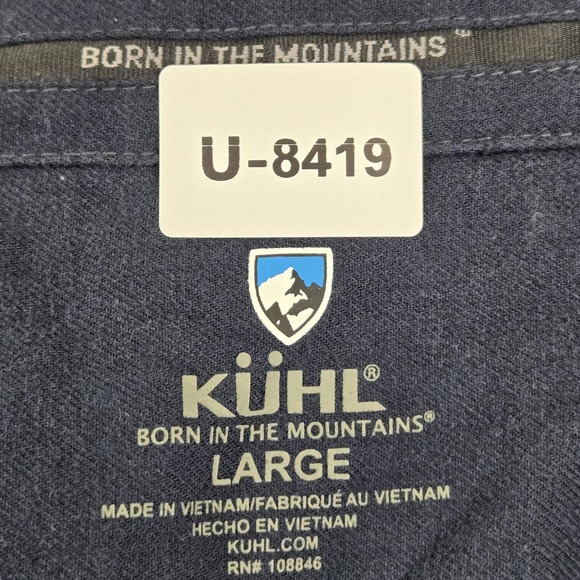 BORN IN THE MOUNTAINS®
U-8419
KÜHL®
BORN IN THE MOUNTAINS®
LARGE
MADE IN VIETNAM/FABRIQUÉ AU VIETNAM
HECHO EN VIETNAM
KUHL.COM
RN# 108846